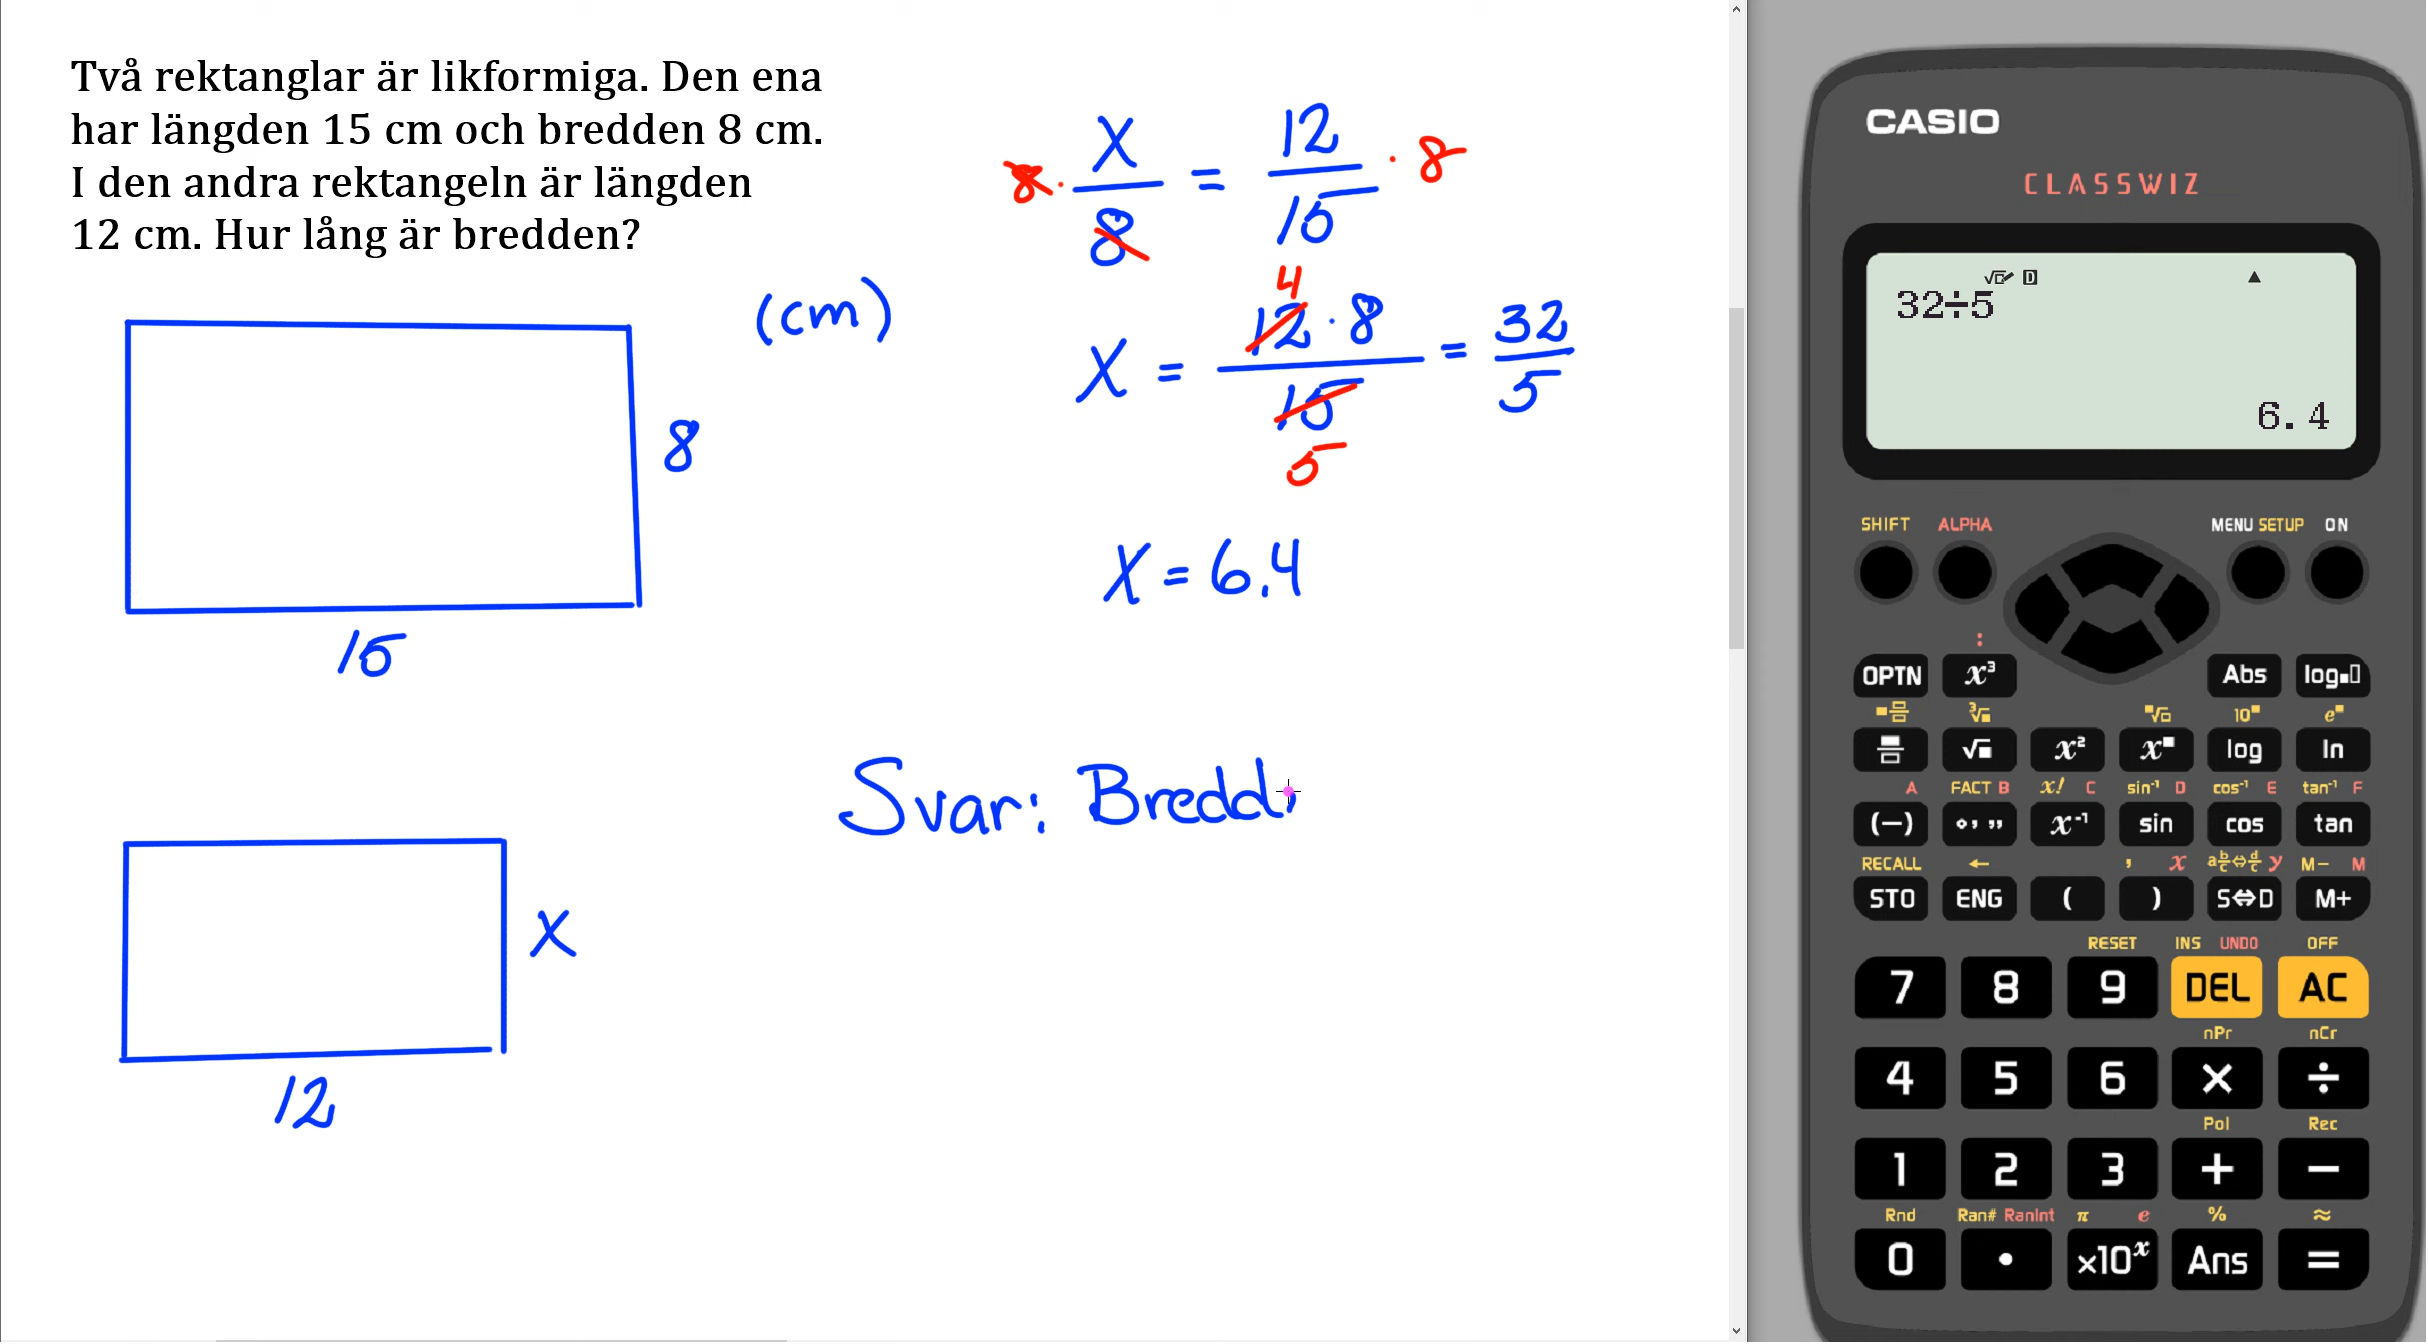 Två rektanglar är likformiga. Den ena
har längden 15 cm och bredden 8 cm.
I den andra rektangeln är längden
12 cm. Hur lång är bredden?
(cm)
8
15
x
12
8 · x/8 = 12/15 · 8
4
x = 12 · 8/15 = 32/5
5
x = 6.4
Svar: Bredd
CASIO
CLASSWIZ
√ D ▲
32÷5
6.4
SHIFT ALPHA MENU SETUP ON
:
OPTN x³ Abs log▪▯
▪⌸ ³√▪ ▪√▫ 10▪ e▪
⌸ √▪ x² x▪ log ln
A FACT B x! C sin⁻¹ D cos⁻¹ E tan⁻¹ F
(−) °’” x⁻¹ sin cos tan
RECALL ← , x a b/c⇔d/c y M− M
STO ENG ( ) S⇔D M+
RESET INS UNDO OFF
7 8 9 DEL AC
nPr nCr
4 5 6 × ÷
Pol Rec
1 2 3 + −
Rnd Ran# RanInt π e % ≈
0 • ×10ˣ Ans =